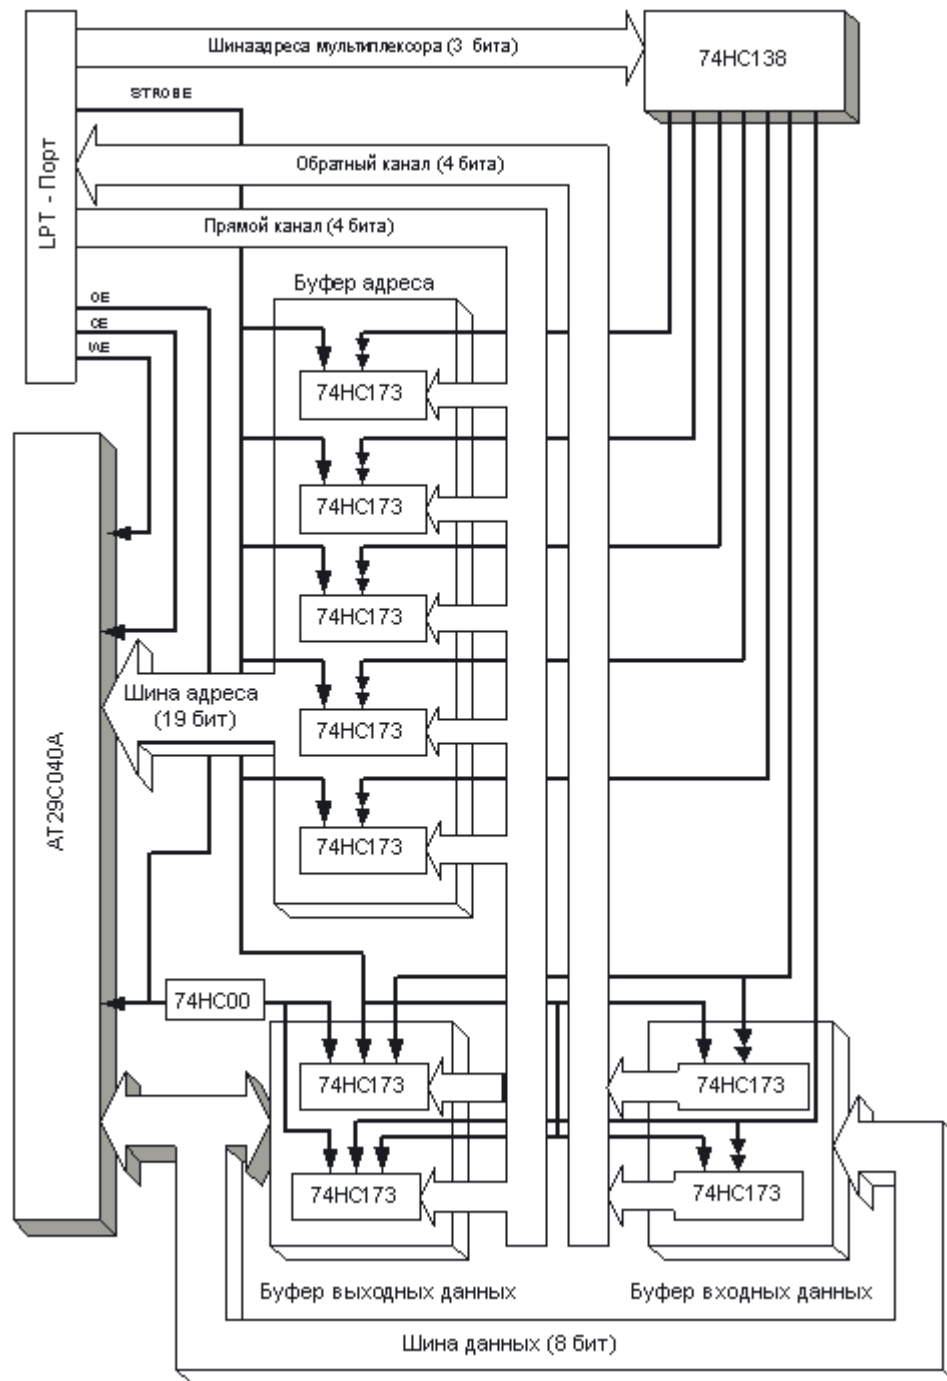 Шинаадреса мультиплексора (3 бита)
74HC138
STROBE
Обратный канал (4 бита)
LPT - Порт
Прямой канал (4 бита)
Буфер адреса
OE
CE
WE
74HC173
74HC173
74HC173
Шина адреса
(19 бит)
74HC173
AT29C040A
74HC173
74HC00
74HC173
74HC173
74HC173
74HC173
Буфер выходных данных
Буфер входных данных
Шина данных (8 бит)